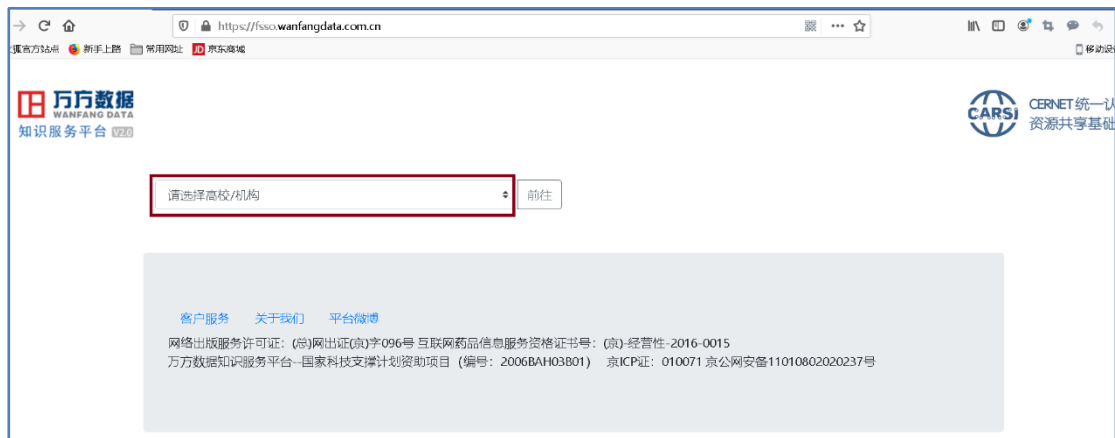 https://fsso.wanfangdata.com.cn
狐官方站点 新手上路 常用网址 JD 京东商城 移动设
万方数据
WANFANG DATA
知识服务平台 V2.0
CARSI
CERNET统一认
资源共享基础
请选择高校/机构 前往
客户服务 关于我们 平台微博
网络出版服务许可证：(总)网出证(京)字096号 互联网药品信息服务资格证书号：(京)-经营性-2016-0015
万方数据知识服务平台--国家科技支撑计划资助项目（编号：2006BAH03B01） 京ICP证：010071 京公网安备11010802020237号